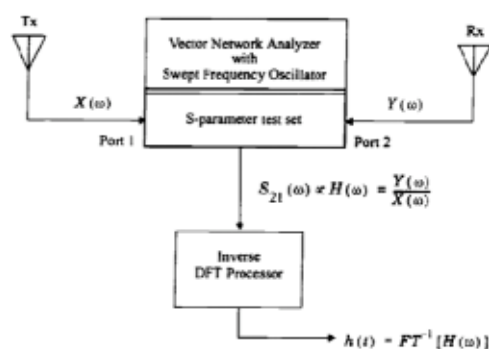 Tx
Rx
Vector Network Analyzer
with
Swept Frequency Oscillator
X(ω)
Y(ω)
S-parameter test set
Port 1
Port 2
S₂₁(ω) ∝ H(ω) = Y(ω)/X(ω)
Inverse
DFT Processor
h(t) = FT⁻¹[H(ω)]